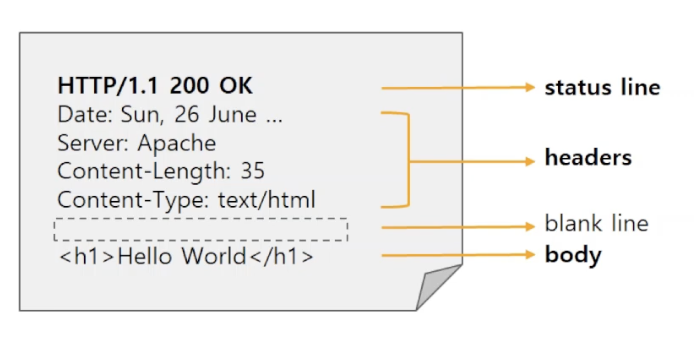 HTTP/1.1 200 OK
Date: Sun, 26 June ...
Server: Apache
Content-Length: 35
Content-Type: text/html
<h1>Hello World</h1>
status line
headers
blank line
body